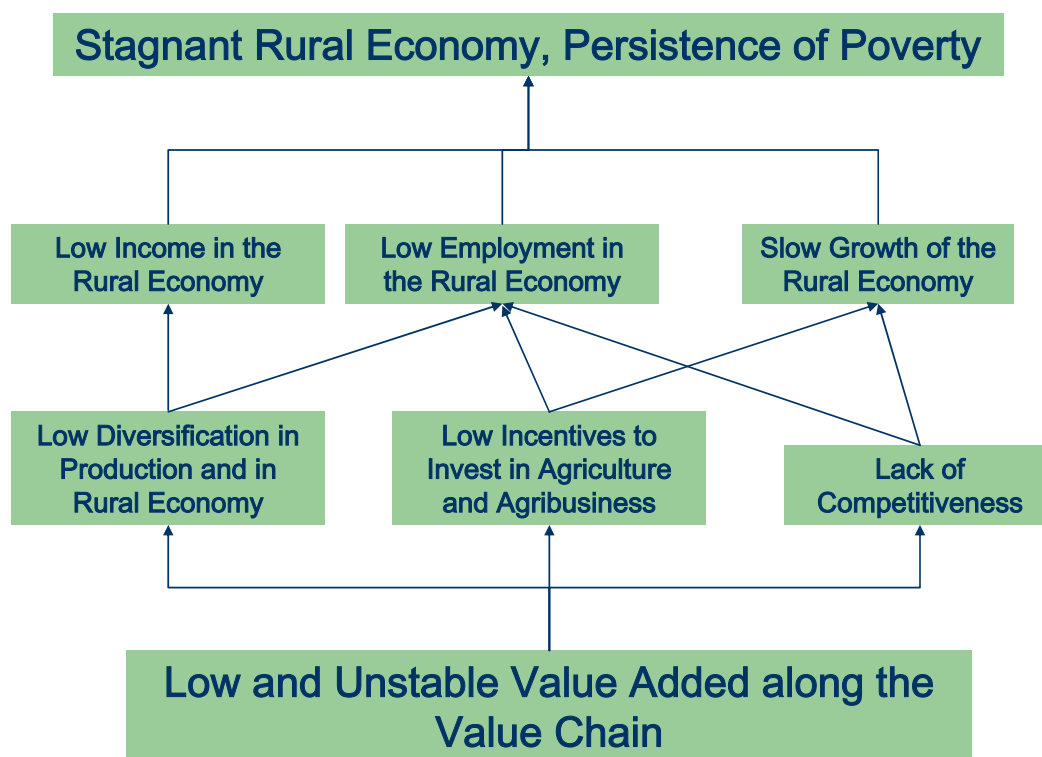 Stagnant Rural Economy, Persistence of Poverty
Low Income in the
Rural Economy
Low Employment in
the Rural Economy
Slow Growth of the
Rural Economy
Low Diversification in
Production and in
Rural Economy
Low Incentives to
Invest in Agriculture
and Agribusiness
Lack of
Competitiveness
Low and Unstable Value Added along the
Value Chain